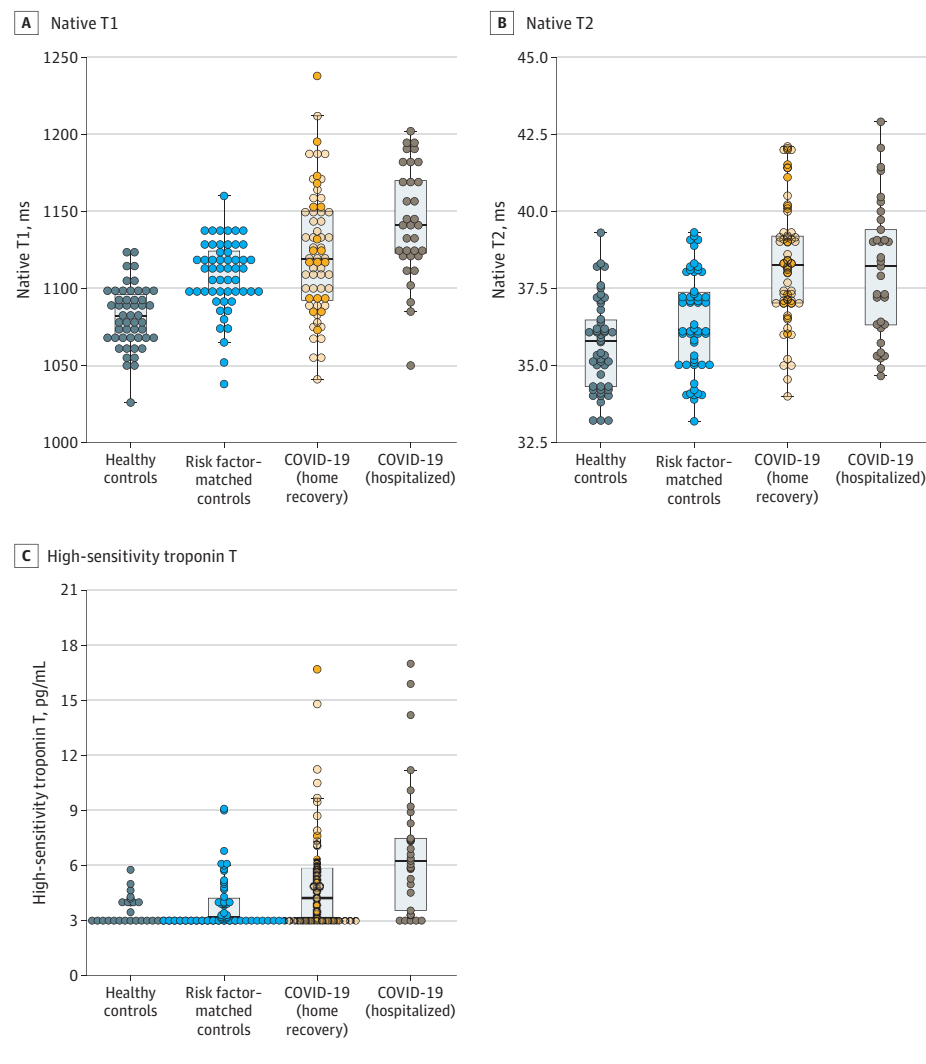 A Native T1
Native T1, ms
1250
1200
1150
1100
1050
1000
Healthy controls
Risk factor-matched controls
COVID-19 (home recovery)
COVID-19 (hospitalized)
B Native T2
Native T2, ms
45.0
42.5
40.0
37.5
35.0
32.5
Healthy controls
Risk factor-matched controls
COVID-19 (home recovery)
COVID-19 (hospitalized)
C High-sensitivity troponin T
High-sensitivity troponin T, pg/mL
21
18
15
12
9
6
3
0
Healthy controls
Risk factor-matched controls
COVID-19 (home recovery)
COVID-19 (hospitalized)